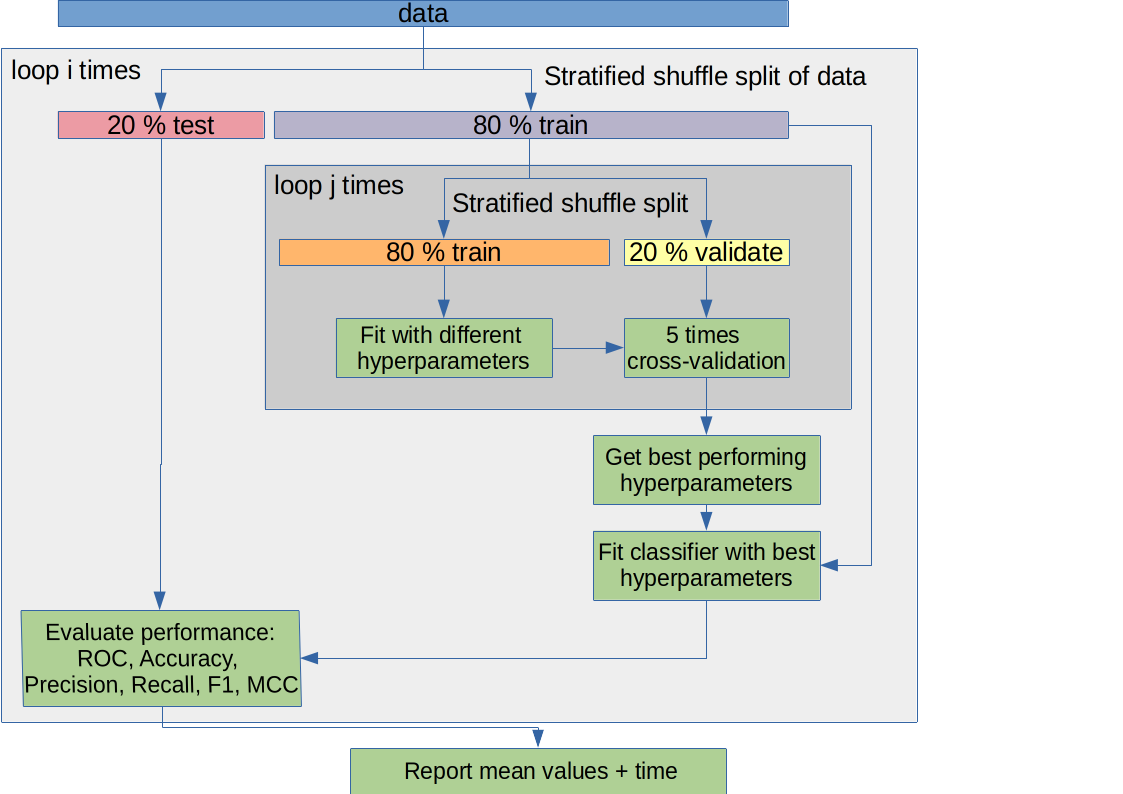 data
loop i times
Stratified shuffle split of data
20 % test
80 % train
loop j times
Stratified shuffle split
80 % train
20 % validate
Fit with different
hyperparameters
5 times
cross-validation
Get best performing
hyperparameters
Fit classifier with best
hyperparameters
Evaluate performance:
ROC, Accuracy,
Precision, Recall, F1, MCC
Report mean values + time